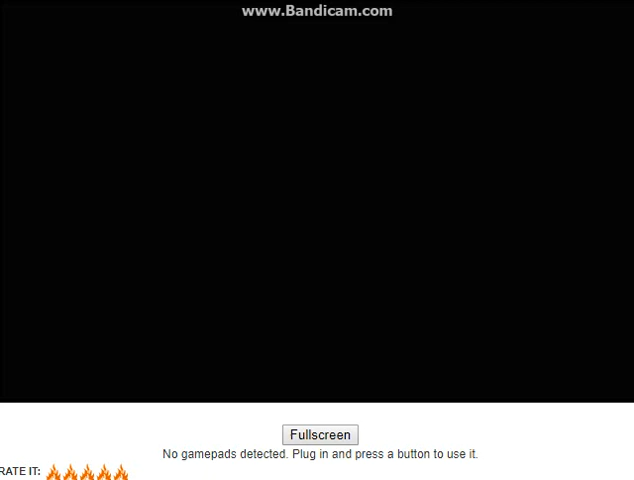 www.Bandicam.com
Fullscreen
No gamepads detected. Plug in and press a button to use it.
RATE IT: